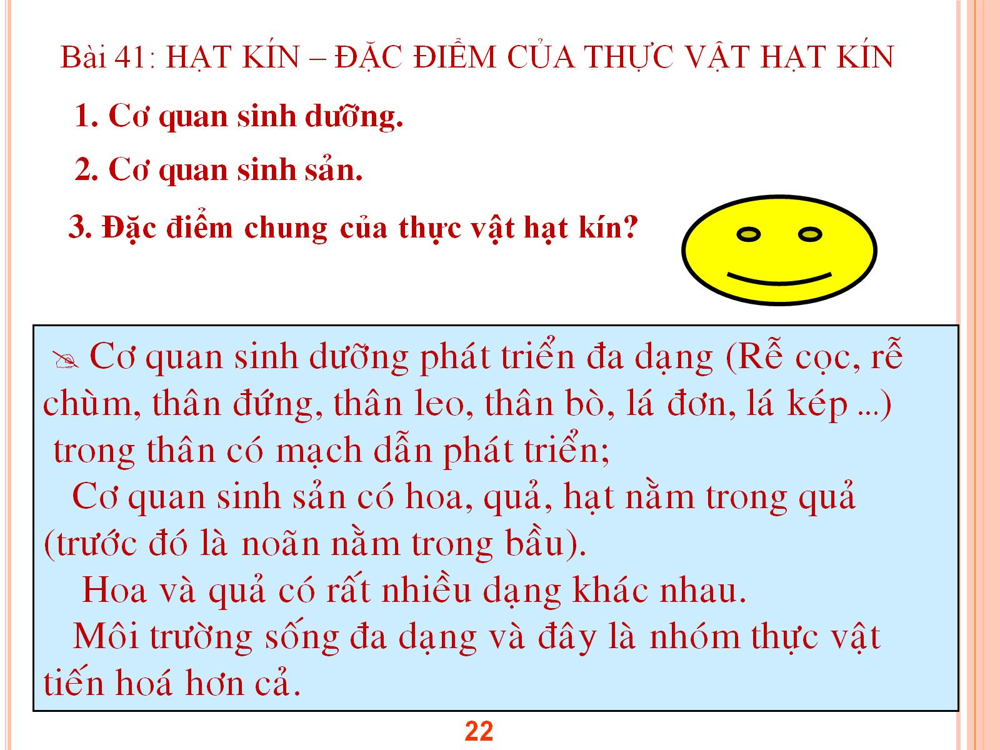 Bài 41: HẠT KÍN – ĐẶC ĐIỂM CỦA THỰC VẬT HẠT KÍN
1. Cơ quan sinh dưỡng.
2. Cơ quan sinh sản.
3. Đặc điểm chung của thực vật hạt kín?
Cơ quan sinh dưỡng phát triển đa dạng (Rễ cọc, rễ
chùm, thân đứng, thân leo, thân bò, lá đơn, lá kép ...)
trong thân có mạch dẫn phát triển;
Cơ quan sinh sản có hoa, quả, hạt nằm trong quả
(trước đó là noãn nằm trong bầu).
Hoa và quả có rất nhiều dạng khác nhau.
Môi trường sống đa dạng và đây là nhóm thực vật
tiến hoá hơn cả.
22